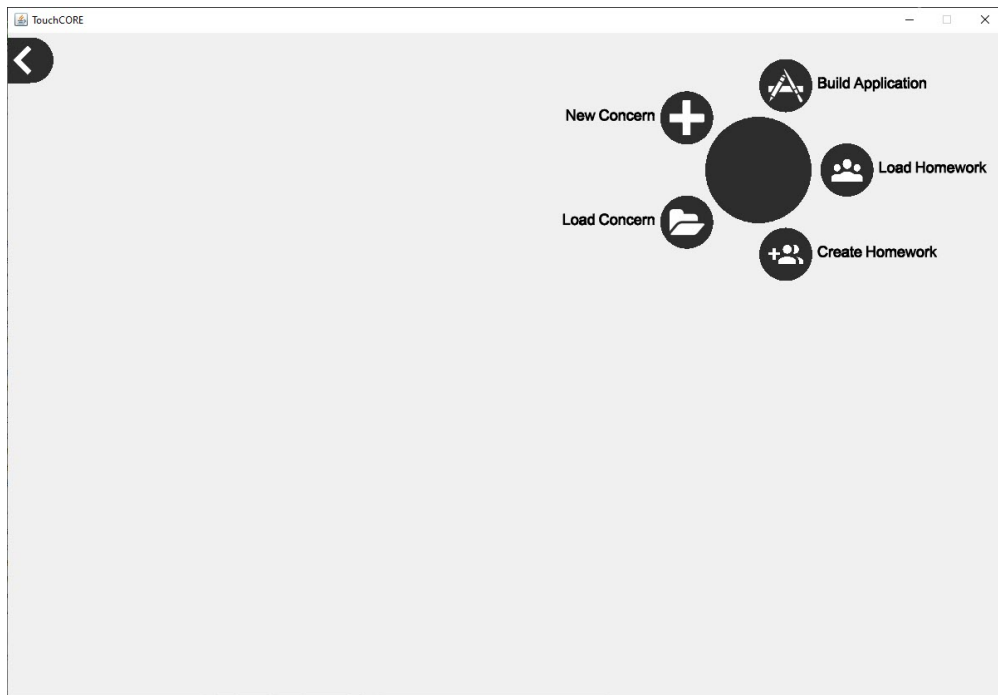 TouchCORE
Build Application
New Concern
Load Homework
Load Concern
Create Homework